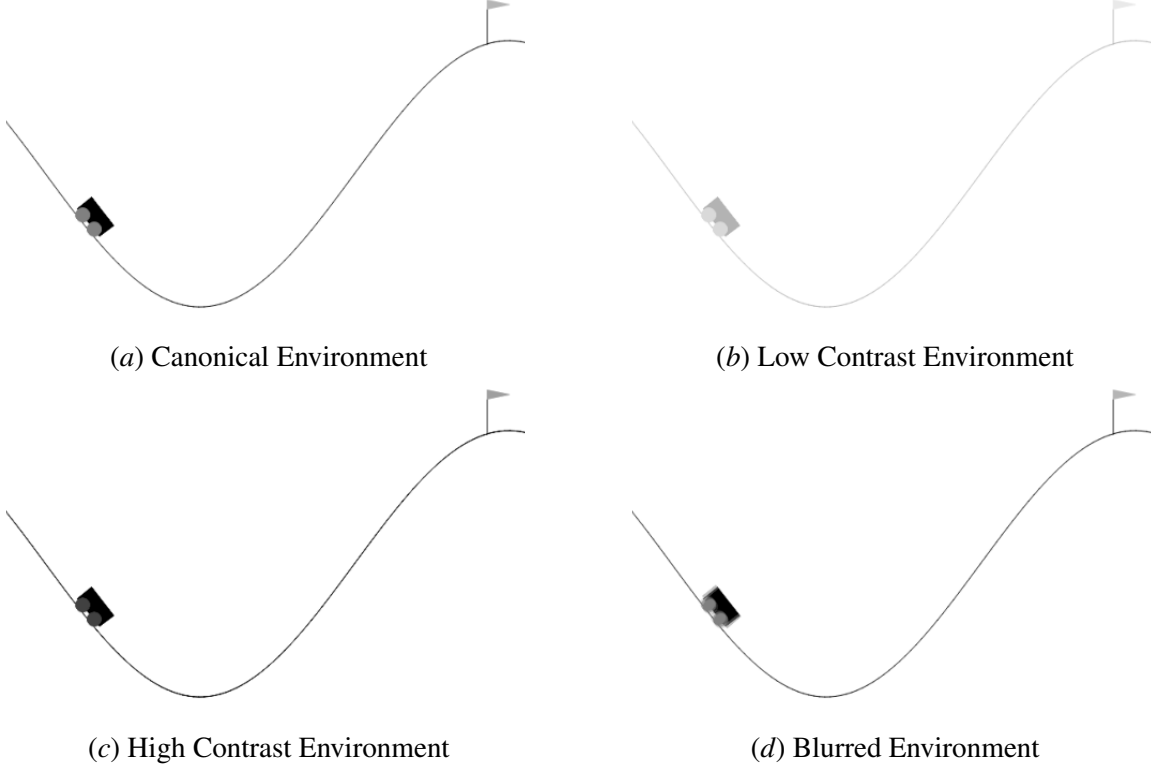 (a) Canonical Environment
(b) Low Contrast Environment
(c) High Contrast Environment
(d) Blurred Environment